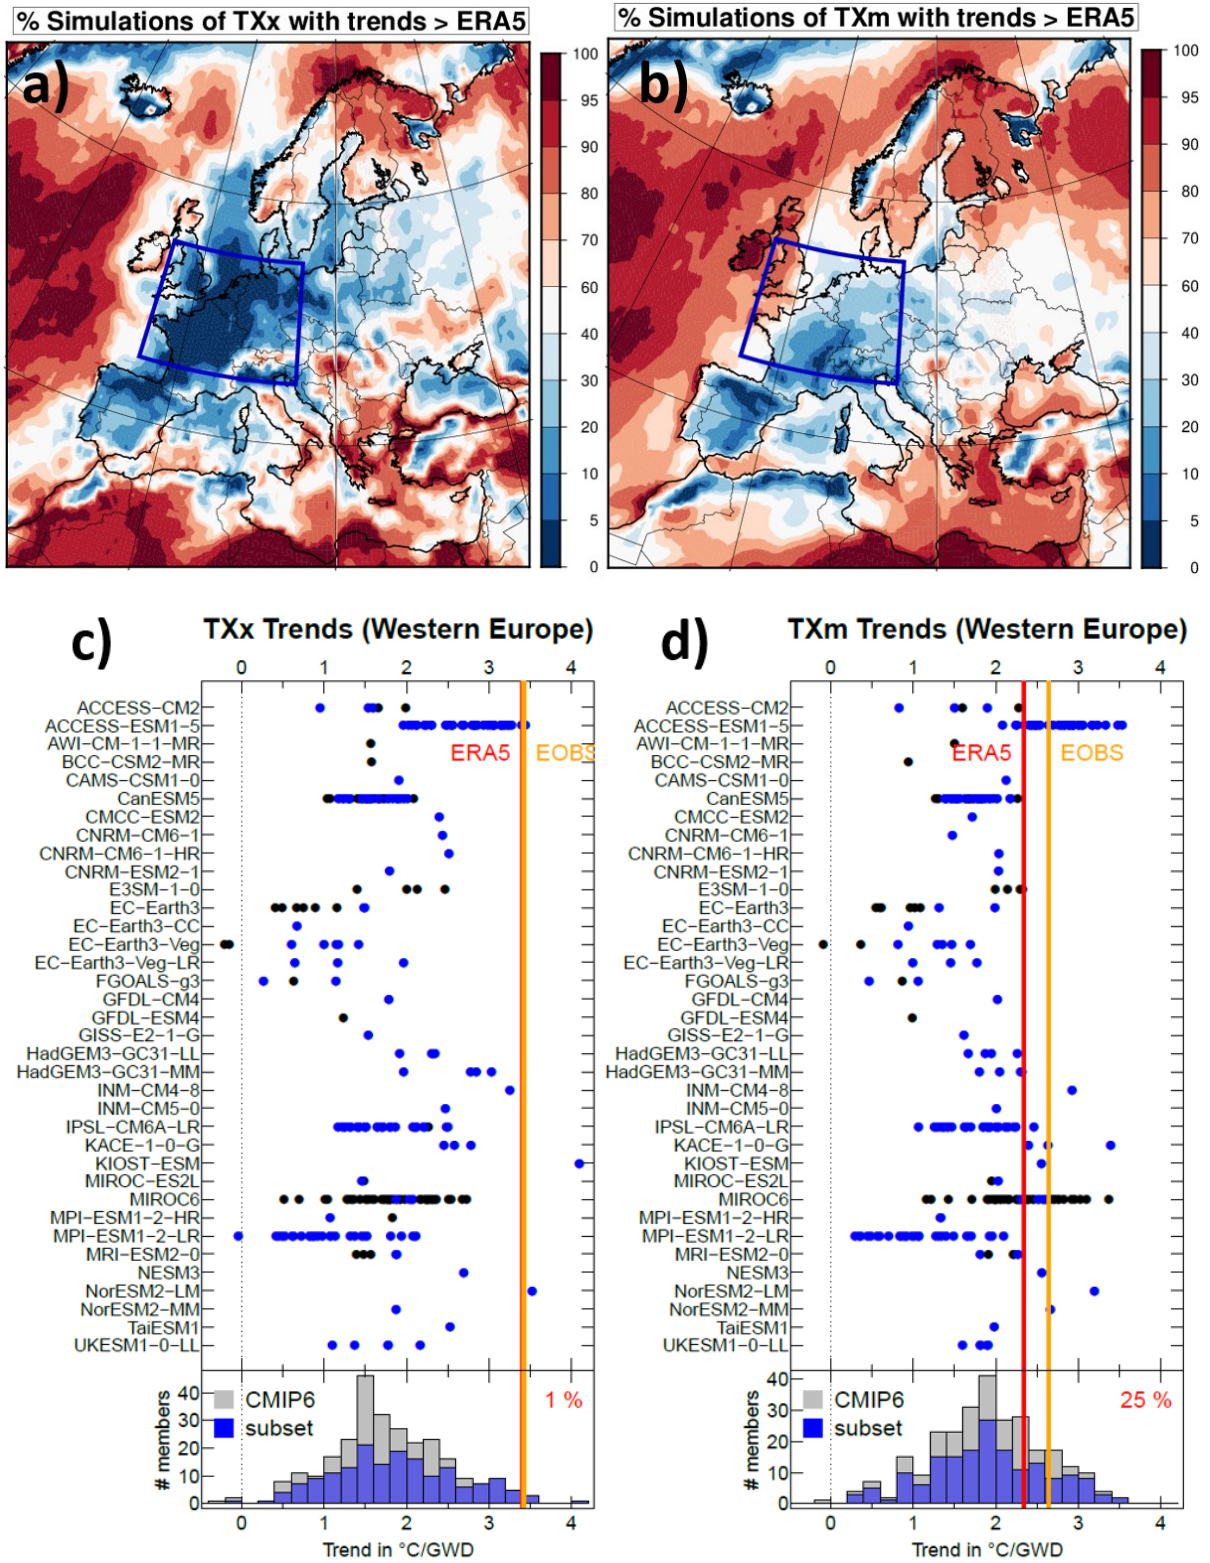 % Simulations of TXx with trends > ERA5
% Simulations of TXm with trends > ERA5
a)
100
95
90
80
70
60
40
30
20
10
5
0
b)
100
95
90
80
70
60
40
30
20
10
5
0
c)
TXx Trends (Western Europe)
0 1 2 3 4
ACCESS-CM2
ACCESS-ESM1-5
AWI-CM-1-1-MR
BCC-CSM2-MR
CAMS-CSM1-0
CanESM5
CMCC-ESM2
CNRM-CM6-1
CNRM-CM6-1-HR
CNRM-ESM2-1
E3SM-1-0
EC-Earth3
EC-Earth3-CC
EC-Earth3-Veg
EC-Earth3-Veg-LR
FGOALS-g3
GFDL-CM4
GFDL-ESM4
GISS-E2-1-G
HadGEM3-GC31-LL
HadGEM3-GC31-MM
INM-CM4-8
INM-CM5-0
IPSL-CM6A-LR
KACE-1-0-G
KIOST-ESM
MIROC-ES2L
MIROC6
MPI-ESM1-2-HR
MPI-ESM1-2-LR
MRI-ESM2-0
NESM3
NorESM2-LM
NorESM2-MM
TaiESM1
UKESM1-0-LL
ERA5
EOBS
# members
40
30
20
10
0
CMIP6
subset
1 %
0 1 2 3 4
Trend in °C/GWD
d)
TXm Trends (Western Europe)
0 1 2 3 4
ACCESS-CM2
ACCESS-ESM1-5
AWI-CM-1-1-MR
BCC-CSM2-MR
CAMS-CSM1-0
CanESM5
CMCC-ESM2
CNRM-CM6-1
CNRM-CM6-1-HR
CNRM-ESM2-1
E3SM-1-0
EC-Earth3
EC-Earth3-CC
EC-Earth3-Veg
EC-Earth3-Veg-LR
FGOALS-g3
GFDL-CM4
GFDL-ESM4
GISS-E2-1-G
HadGEM3-GC31-LL
HadGEM3-GC31-MM
INM-CM4-8
INM-CM5-0
IPSL-CM6A-LR
KACE-1-0-G
KIOST-ESM
MIROC-ES2L
MIROC6
MPI-ESM1-2-HR
MPI-ESM1-2-LR
MRI-ESM2-0
NESM3
NorESM2-LM
NorESM2-MM
TaiESM1
UKESM1-0-LL
ERA5
EOBS
# members
40
30
20
10
0
CMIP6
subset
25 %
0 1 2 3 4
Trend in °C/GWD